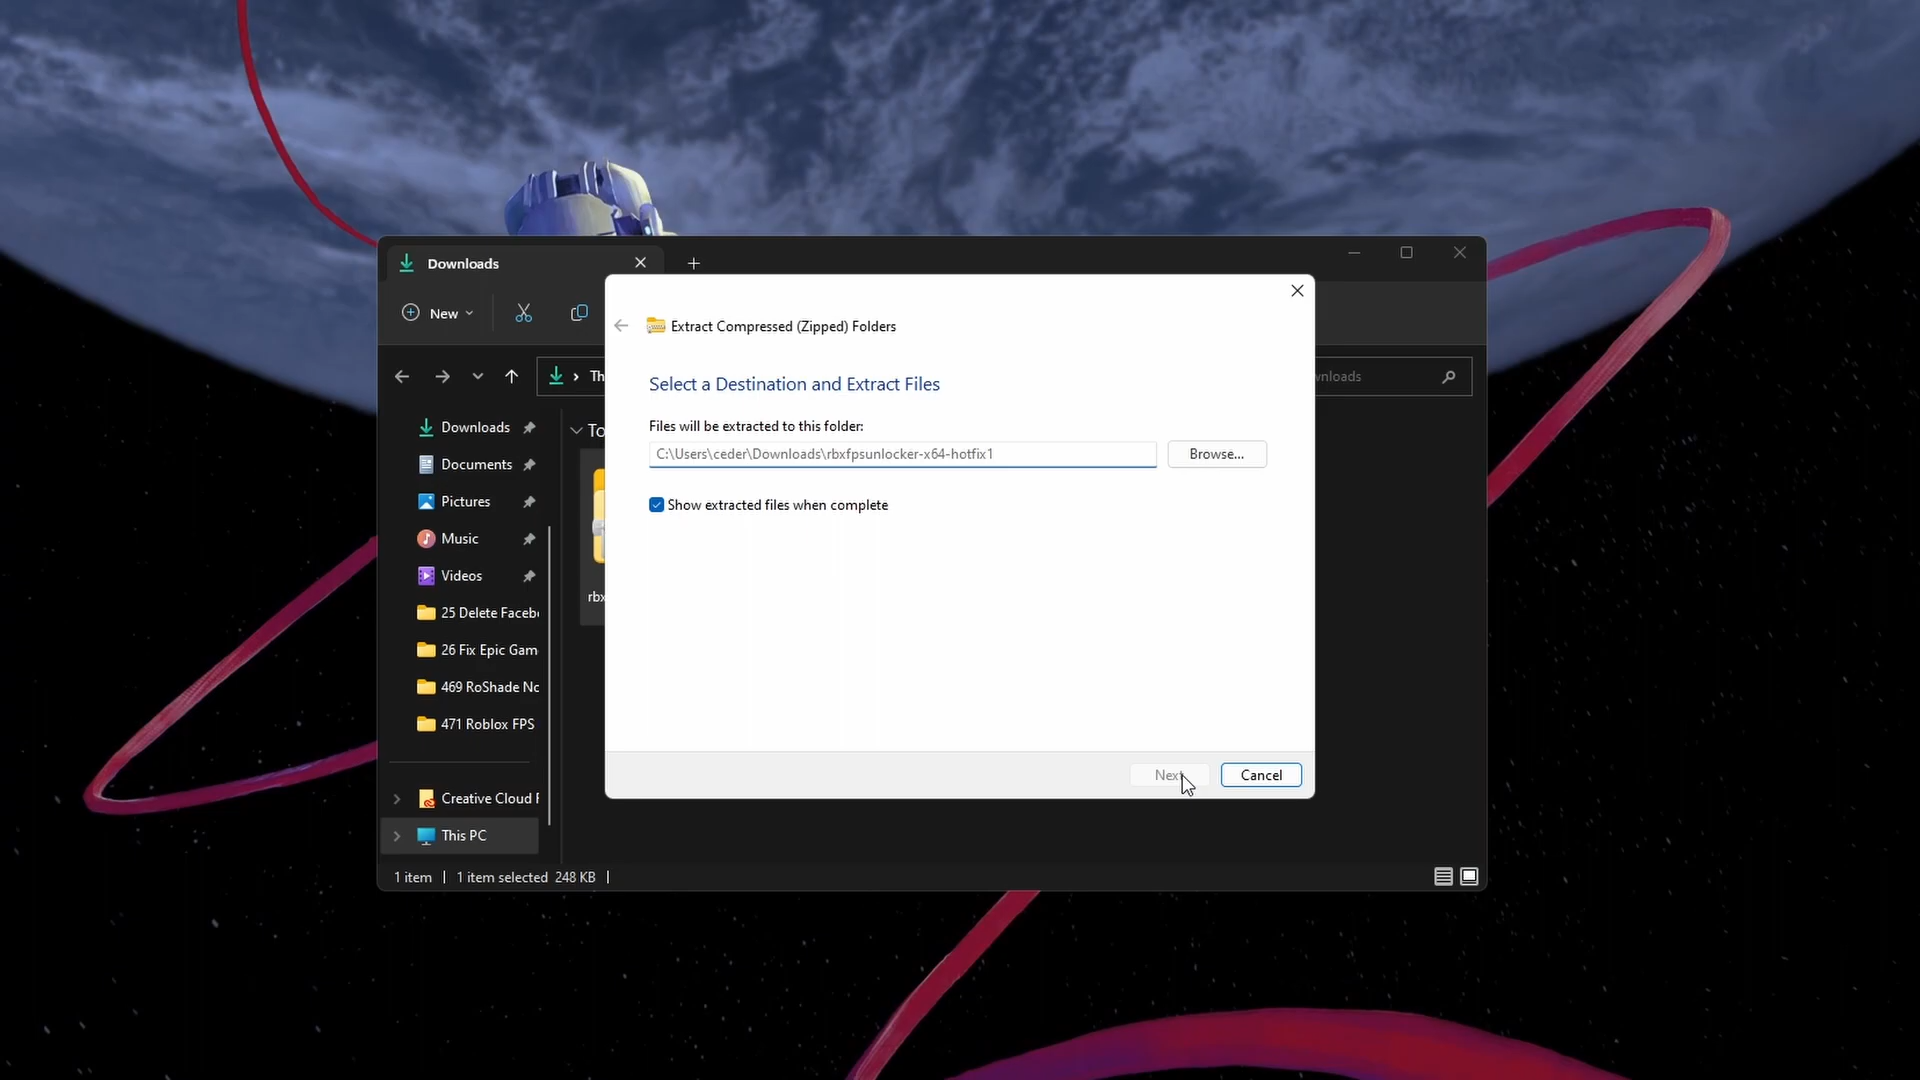 Downloads
New
Extract Compressed (Zipped) Folders
Th
wnloads
Select a Destination and Extract Files
Files will be extracted to this folder:
C:\Users\ceder\Downloads\rbxfpsunlocker-x64-hotfix1
Browse...
Show extracted files when complete
Downloads
Documents
Pictures
Music
Videos
25 Delete Faceb
26 Fix Epic Gam
469 RoShade Nc
471 Roblox FPS
Creative Cloud F
This PC
To
rbx
Next
Cancel
1 item
1 item selected 248 KB